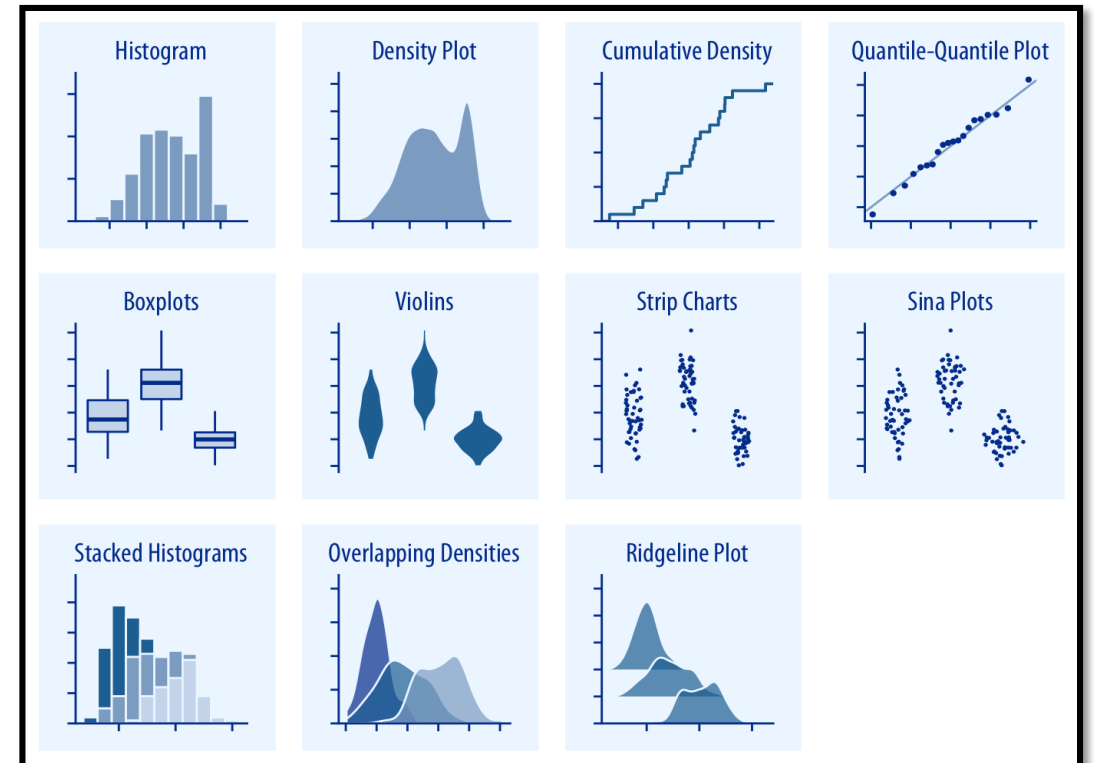 Histogram
Density Plot
Cumulative Density
Quantile-Quantile Plot
Boxplots
Violins
Strip Charts
Sina Plots
Stacked Histograms
Overlapping Densities
Ridgeline Plot